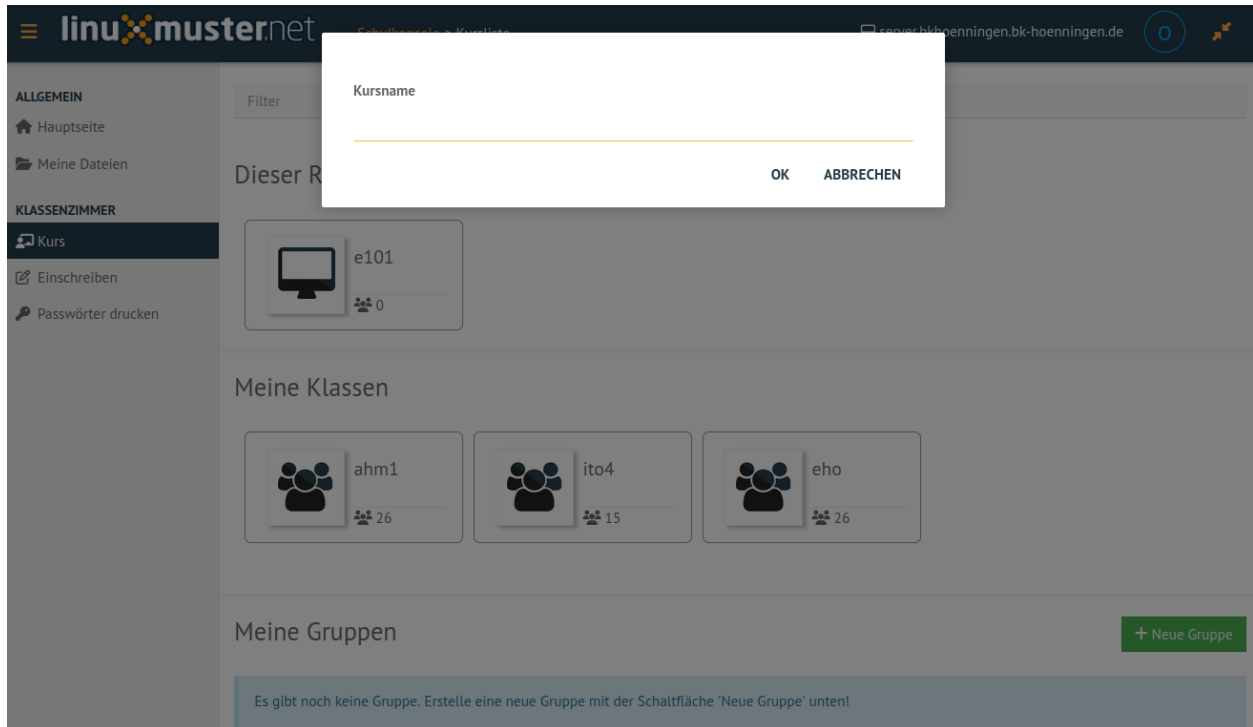 linuxmuster.net
Schulkonsole > Kursliste
server.bkhoenningen.bk-hoenningen.de
O
ALLGEMEIN
Hauptseite
Meine Dateien
KLASSENZIMMER
Kurs
Einschreiben
Passwörter drucken
Filter
Kursname
OK ABBRECHEN
Dieser R
e101
0
Meine Klassen
ahm1
26
ito4
15
eho
26
Meine Gruppen
+ Neue Gruppe
Es gibt noch keine Gruppe. Erstelle eine neue Gruppe mit der Schaltfläche 'Neue Gruppe' unten!